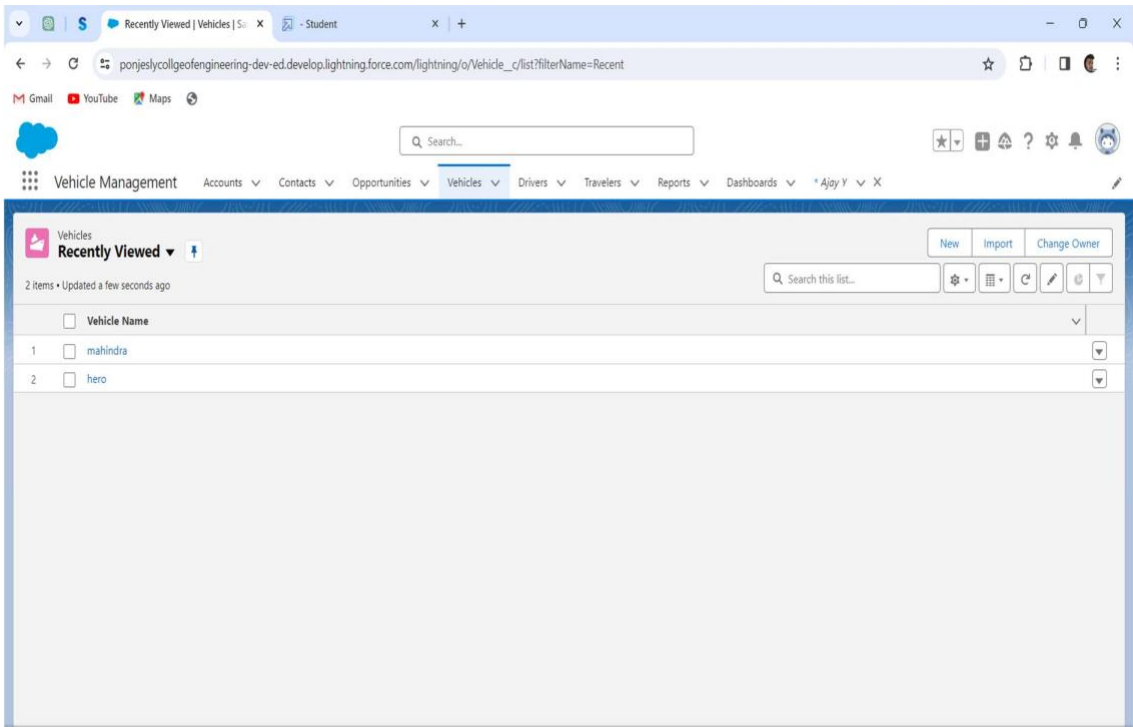 S Recently Viewed | Vehicles | Sa X - Student x +
ponjeslycollgeofengineering-dev-ed.develop.lightning.force.com/lightning/o/Vehicle__c/list?filterName=Recent
Gmail YouTube Maps
Search...
Vehicle Management Accounts Contacts Opportunities Vehicles Drivers Travelers Reports Dashboards * Ajay Y
Vehicles
Recently Viewed
New Import Change Owner
2 items • Updated a few seconds ago
Search this list...
Vehicle Name
1 mahindra
2 hero